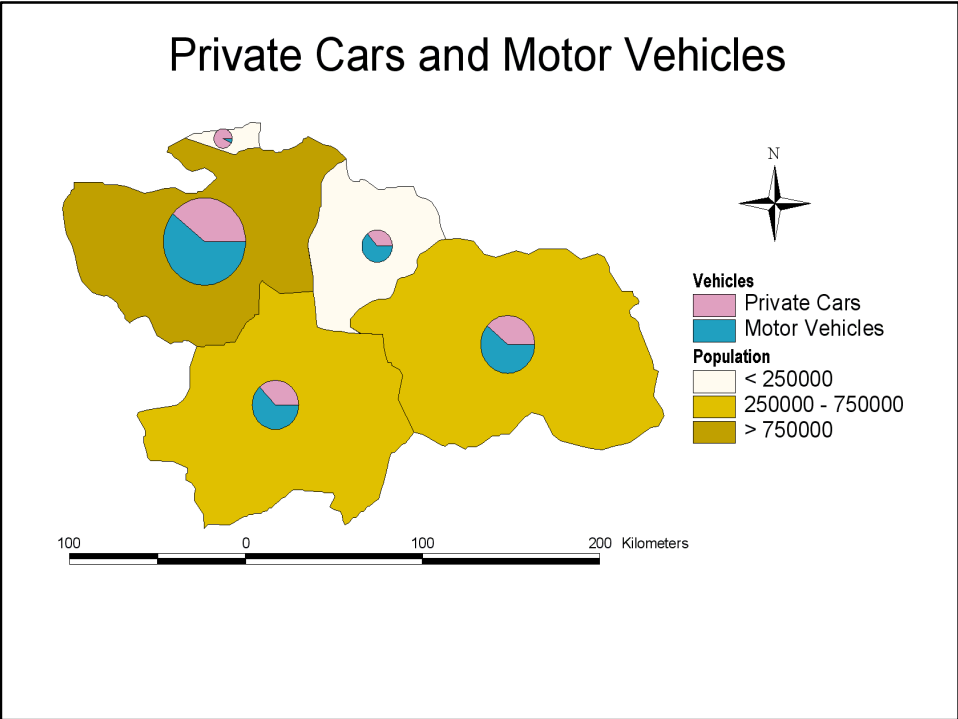 Private Cars and Motor Vehicles
N
Vehicles
Private Cars
Motor Vehicles
Population
< 250000
250000 - 750000
> 750000
100 0 100 200 Kilometers